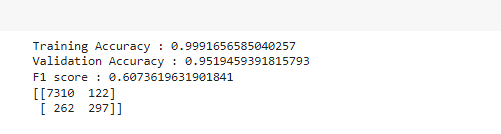 Training Accuracy : 0.9991656585040257
Validation Accuracy : 0.9519459391815793
F1 score : 0.6073619631901841
[[7310  122]
 [ 262  297]]